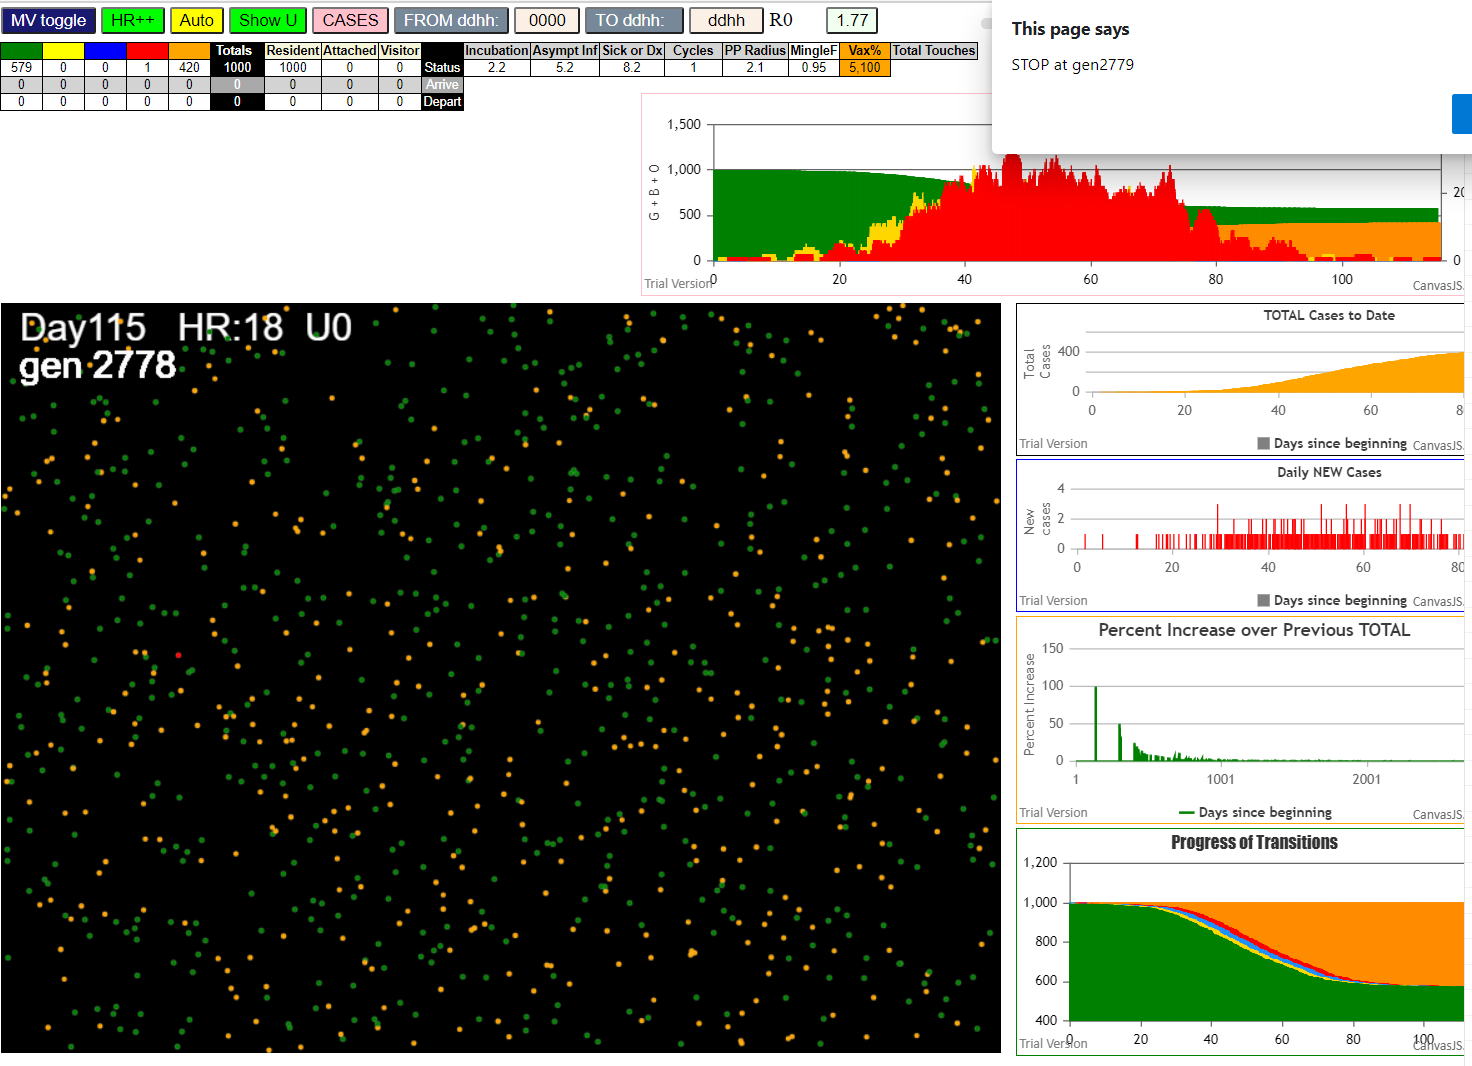 MV toggle HR++ Auto Show U CASES FROM ddhh: 0000 TO ddhh: ddhh R0 1.77
This page says
STOP at gen2779
Totals Resident Attached Visitor Incubation Asympt Inf Sick or Dx Cycles PP Radius MingleF Vax% Total Touches
579 0 0 1 420 1000 1000 0 0 Status 2.2 5.2 8.2 1 2.1 0.95 5,100
0 0 0 0 0 0 0 0 0 Arrive
0 0 0 0 0 0 0 0 0 Depart
1,500
1,000
500
0
G + B + O
20
0
0 20 40 60 80 100
Trial Version
CanvasJS.
Day115 HR:18 U0
gen 2778
TOTAL Cases to Date
Total
Cases
400
0
0 20 40 60 8
Days since beginning
Trial Version
CanvasJS.
Daily NEW Cases
New
cases
4
2
0
0 20 40 60 80
Days since beginning
Trial Version
CanvasJS.
Percent Increase over Previous TOTAL
Percent Increase
150
100
50
0
1 1001 2001
Days since beginning
Trial Version
CanvasJS.
Progress of Transitions
1,200
1,000
800
600
400
0 20 40 60 80 100
Trial Version
CanvasJS.